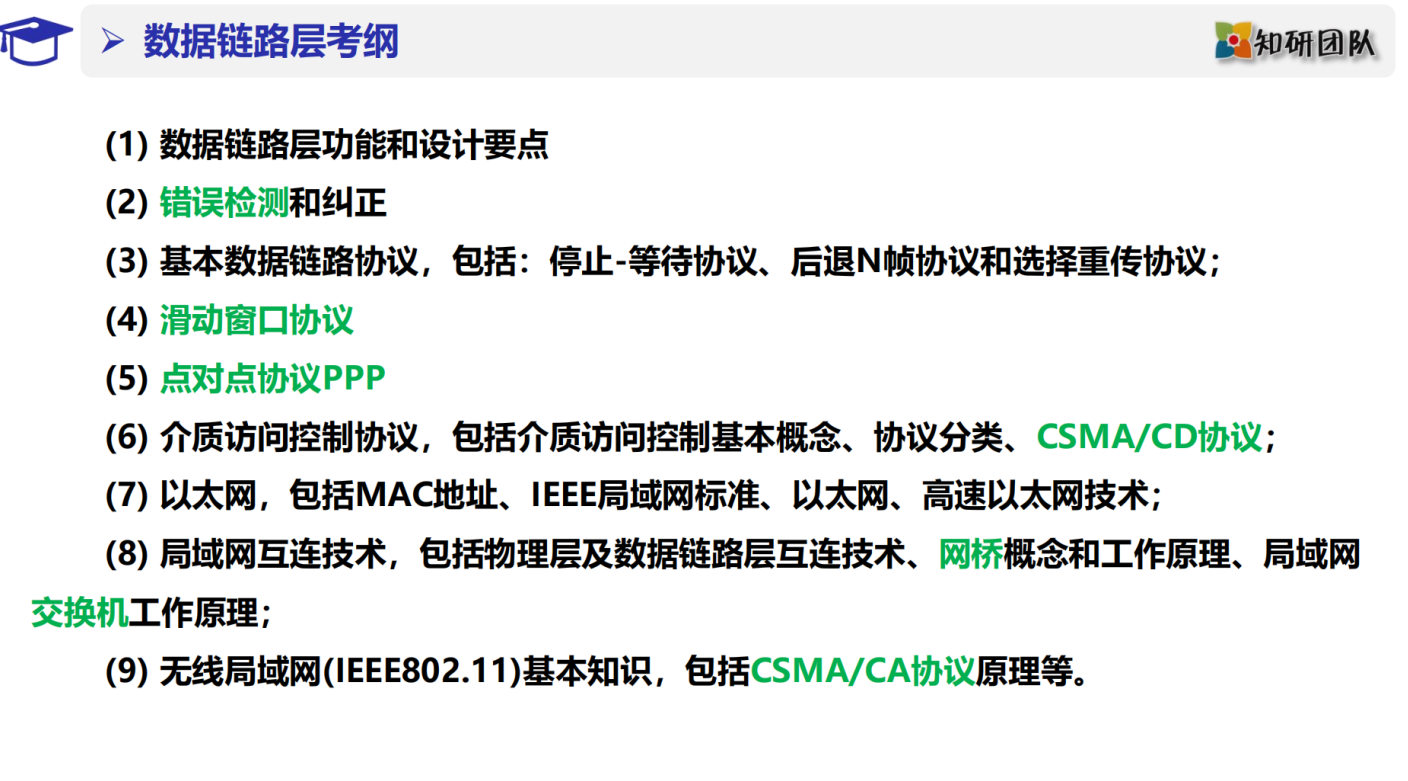 数据链路层考纲
知研团队
(1) 数据链路层功能和设计要点
(2) 错误检测和纠正
(3) 基本数据链路协议，包括：停止-等待协议、后退N帧协议和选择重传协议；
(4) 滑动窗口协议
(5) 点对点协议PPP
(6) 介质访问控制协议，包括介质访问控制基本概念、协议分类、CSMA/CD协议；
(7) 以太网，包括MAC地址、IEEE局域网标准、以太网、高速以太网技术；
(8) 局域网互连技术，包括物理层及数据链路层互连技术、网桥概念和工作原理、局域网
交换机工作原理；
(9) 无线局域网(IEEE802.11)基本知识，包括CSMA/CA协议原理等。